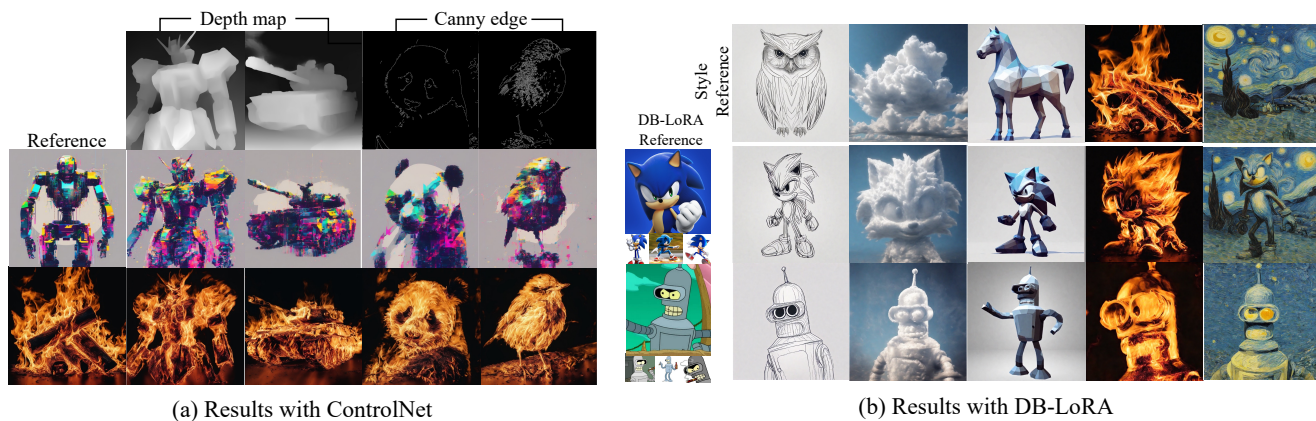 Depth map
Canny edge
Reference
(a) Results with ControlNet
Style
Reference
DB-LoRA
Reference
(b) Results with DB-LoRA